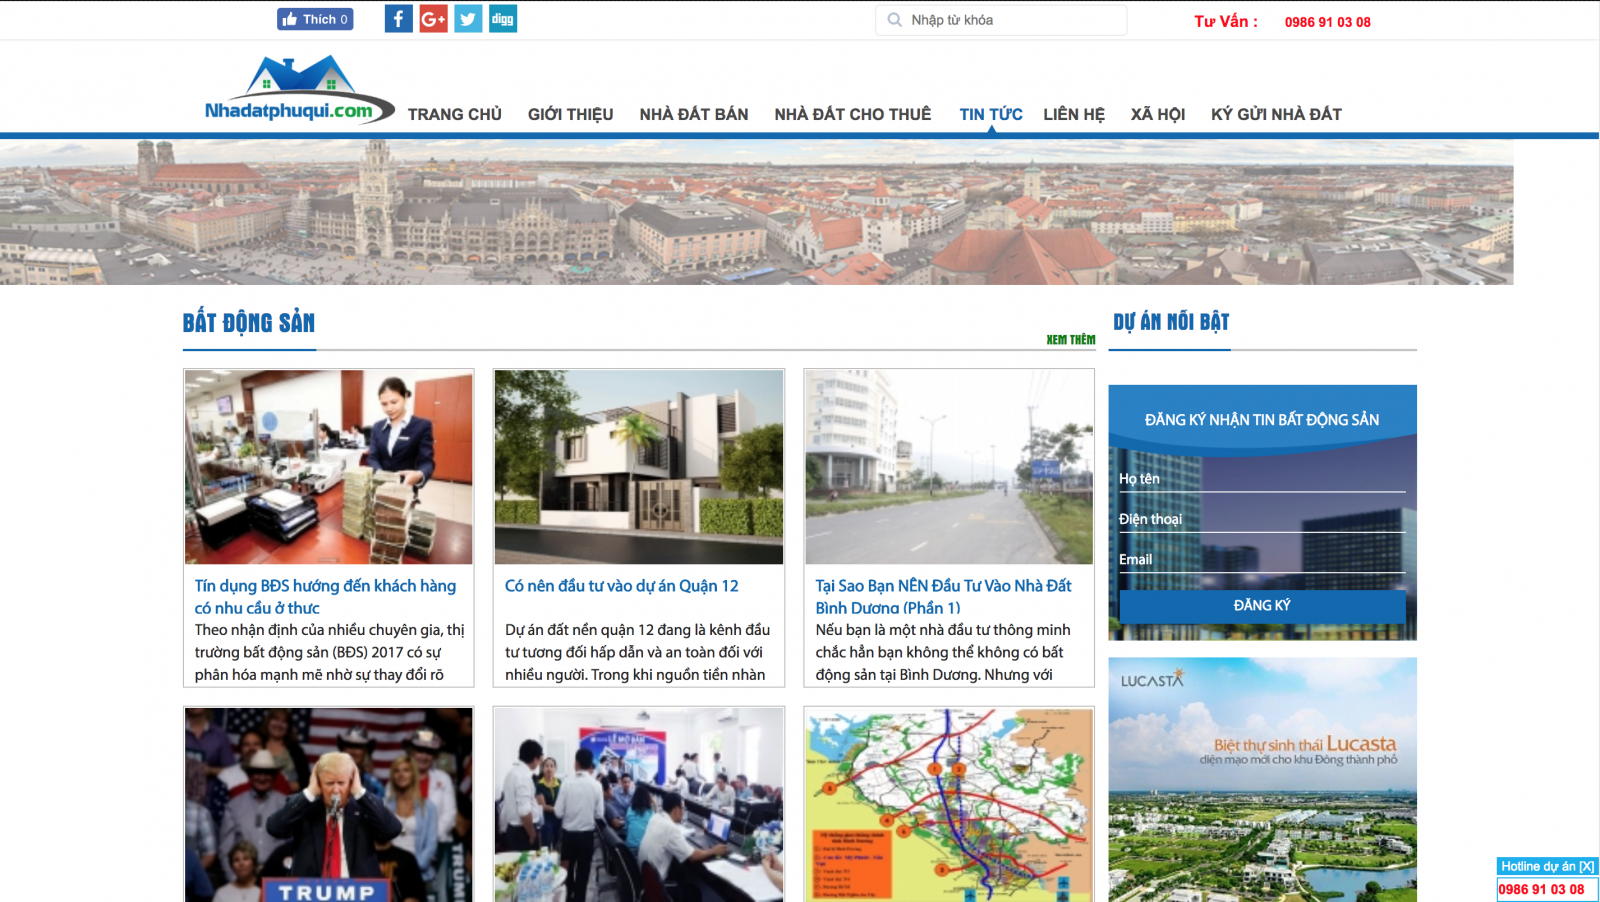 Thích 0
digg
Nhập từ khóa
Tư Vấn :
0986 91 03 08
Nhadatphuqui.com
TRANG CHỦ
GIỚI THIỆU
NHÀ ĐẤT BÁN
NHÀ ĐẤT CHO THUÊ
TIN TỨC
LIÊN HỆ
XÃ HỘI
KÝ GỬI NHÀ ĐẤT
BẤT ĐỘNG SẢN
XEM THÊM
DỰ ÁN NỔI BẬT
Tín dụng BĐS hướng đến khách hàng
có nhu cầu ở thực
Theo nhận định của nhiều chuyên gia, thị
trường bất động sản (BĐS) 2017 có sự
phân hóa mạnh mẽ nhờ sự thay đổi rõ
Có nên đầu tư vào dự án Quận 12
Dự án đất nền quận 12 đang là kênh đầu
tư tương đối hấp dẫn và an toàn đối với
nhiều người. Trong khi nguồn tiền nhàn
Tại Sao Bạn NÊN Đầu Tư Vào Nhà Đất
Bình Dương (Phần 1)
Nếu bạn là một nhà đầu tư thông minh
chắc hẳn bạn không thể không có bất
động sản tại Bình Dương. Nhưng với
ĐĂNG KÝ NHẬN TIN BẤT ĐỘNG SẢN
Họ tên
Điện thoại
Email
ĐĂNG KÝ
LUCASTA
Biệt thự sinh thái Lucasta
diện mạo mới cho khu Đông thành phố
TRUMP
LỄ MỞ BÁN
Hotline dự án [X]
0986 91 03 08